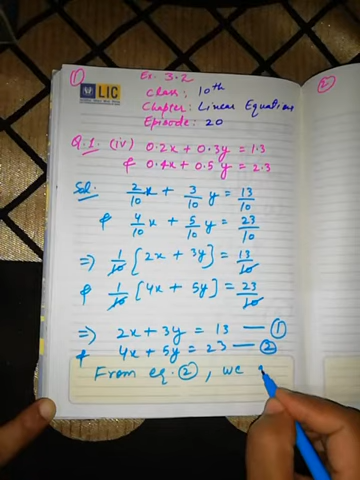 ① Ex. 3.2
②
LIC
Class: 10th
Chapter: Linear Equations
Episode: 20
Q.1. (iv) 0.2x + 0.3y = 1.3
& 0.4x + 0.5y = 2.3
Sol. 2/10 x + 3/10 y = 13/10
& 4/10 x + 5/10 y = 23/10
=> 1/10 [2x + 3y] = 13/10
& 1/10 [4x + 5y] = 23/10
=> 2x + 3y = 13 — ①
& 4x + 5y = 23 — ②
From eq. ②, we